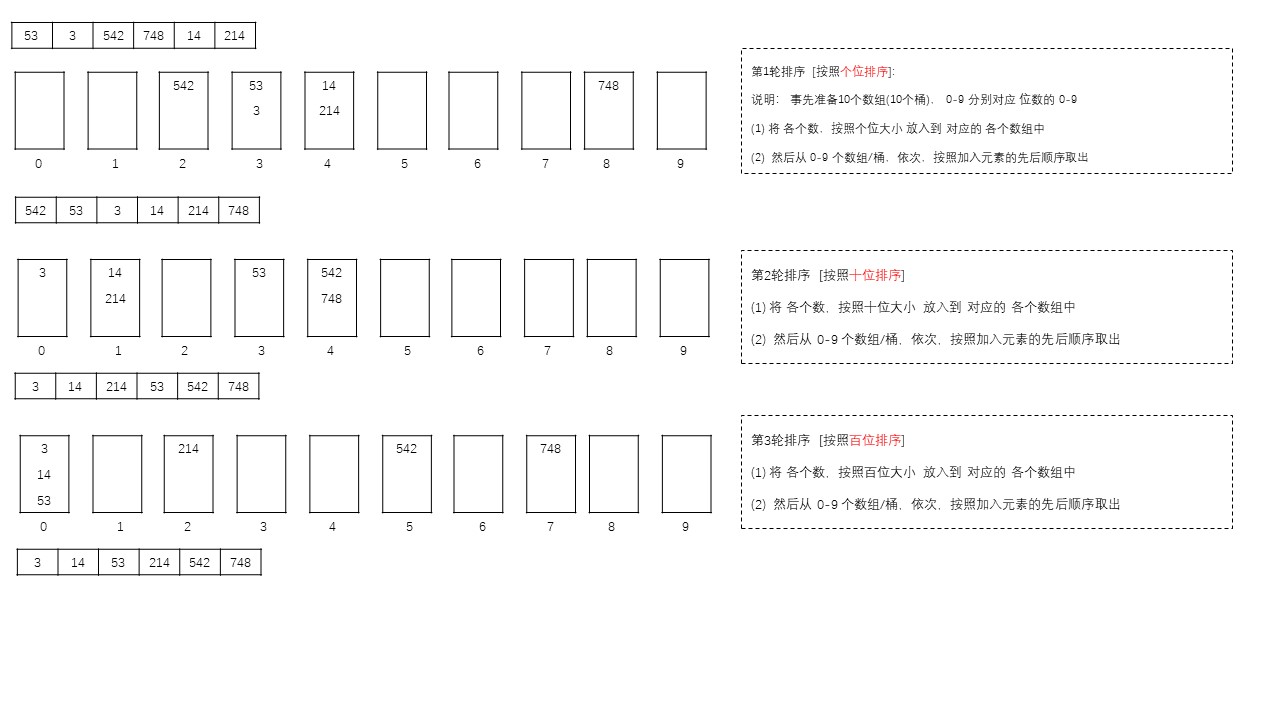 53 3 542 748 14 214
542 53 14 748
3 214
0 1 2 3 4 5 6 7 8 9
第1轮排序 [按照个位排序]:
说明： 事先准备10个数组(10个桶)， 0-9 分别对应 位数的 0-9
(1) 将 各个数，按照个位大小 放入到 对应的 各个数组中
(2) 然后从 0-9 个数组/桶，依次，按照加入元素的先后顺序取出
542 53 3 14 214 748
3 14 53 542
214 748
0 1 2 3 4 5 6 7 8 9
第2轮排序 [按照十位排序]
(1) 将 各个数，按照十位大小 放入到 对应的 各个数组中
(2) 然后从 0-9 个数组/桶，依次，按照加入元素的先后顺序取出
3 14 214 53 542 748
3 214 542 748
14
53
0 1 2 3 4 5 6 7 8 9
第3轮排序 [按照百位排序]
(1) 将 各个数，按照百位大小 放入到 对应的 各个数组中
(2) 然后从 0-9 个数组/桶，依次，按照加入元素的先后顺序取出
3 14 53 214 542 748